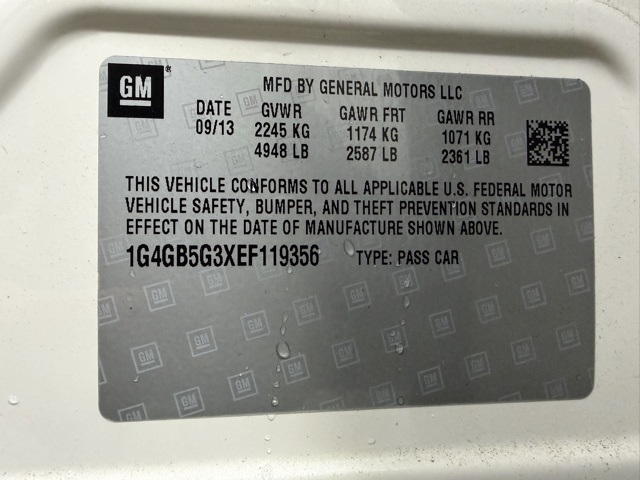 GM
MFD BY GENERAL MOTORS LLC
DATE GVWR GAWR FRT GAWR RR
09/13 2245 KG 1174 KG 1071 KG
4948 LB 2587 LB 2361 LB
THIS VEHICLE CONFORMS TO ALL APPLICABLE U.S. FEDERAL MOTOR
VEHICLE SAFETY, BUMPER, AND THEFT PREVENTION STANDARDS IN
EFFECT ON THE DATE OF MANUFACTURE SHOWN ABOVE.
1G4GB5G3XEF119356 TYPE: PASS CAR